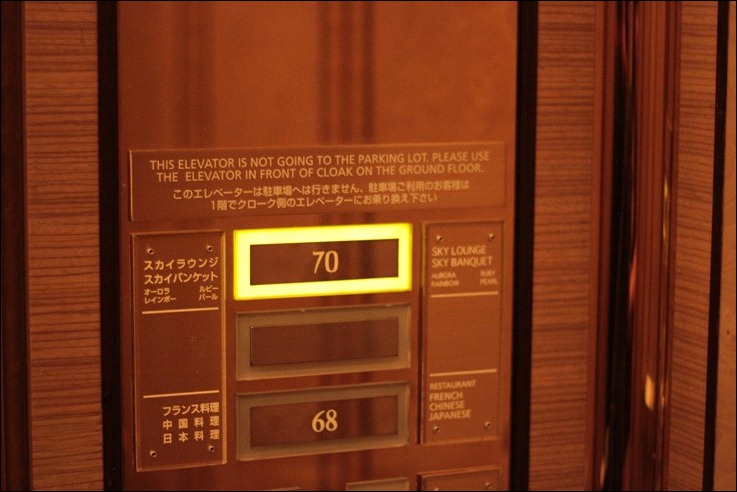 THIS ELEVATOR IS NOT GOING TO THE PARKING LOT. PLEASE USE
THE ELEVATOR IN FRONT OF CLOAK ON THE GROUND FLOOR.
このエレベーターは駐車場へは行きません、駐車場ご利用のお客様は
1階でクローク側のエレベーターにお乗り換え下さい
スカイラウンジ
スカイバンケット
オーロラ ルビー
レインボー パール
70
SKY LOUNGE
SKY BANQUET
AURORA RUBY
RAINBOW PEARL
フランス料理
中国料理
日本料理
68
RESTAURANT
FRENCH
CHINESE
JAPANESE